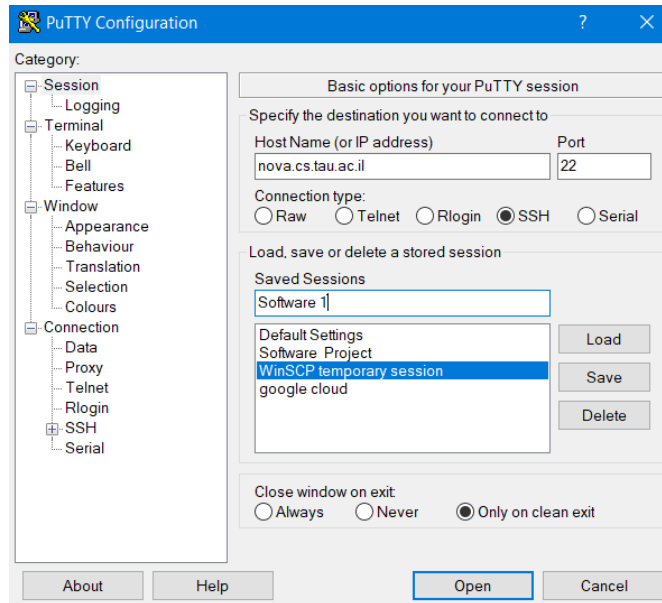 PuTTY Configuration
Category:
Session
Logging
Terminal
Keyboard
Bell
Features
Window
Appearance
Behaviour
Translation
Selection
Colours
Connection
Data
Proxy
Telnet
Rlogin
SSH
Serial
Basic options for your PuTTY session
Specify the destination you want to connect to
Host Name (or IP address) Port
nova.cs.tau.ac.il 22
Connection type:
Raw Telnet Rlogin SSH Serial
Load, save or delete a stored session
Saved Sessions
Software 1
Default Settings
Software Project
WinSCP temporary session
google cloud
Load
Save
Delete
Close window on exit:
Always Never Only on clean exit
About Help Open Cancel